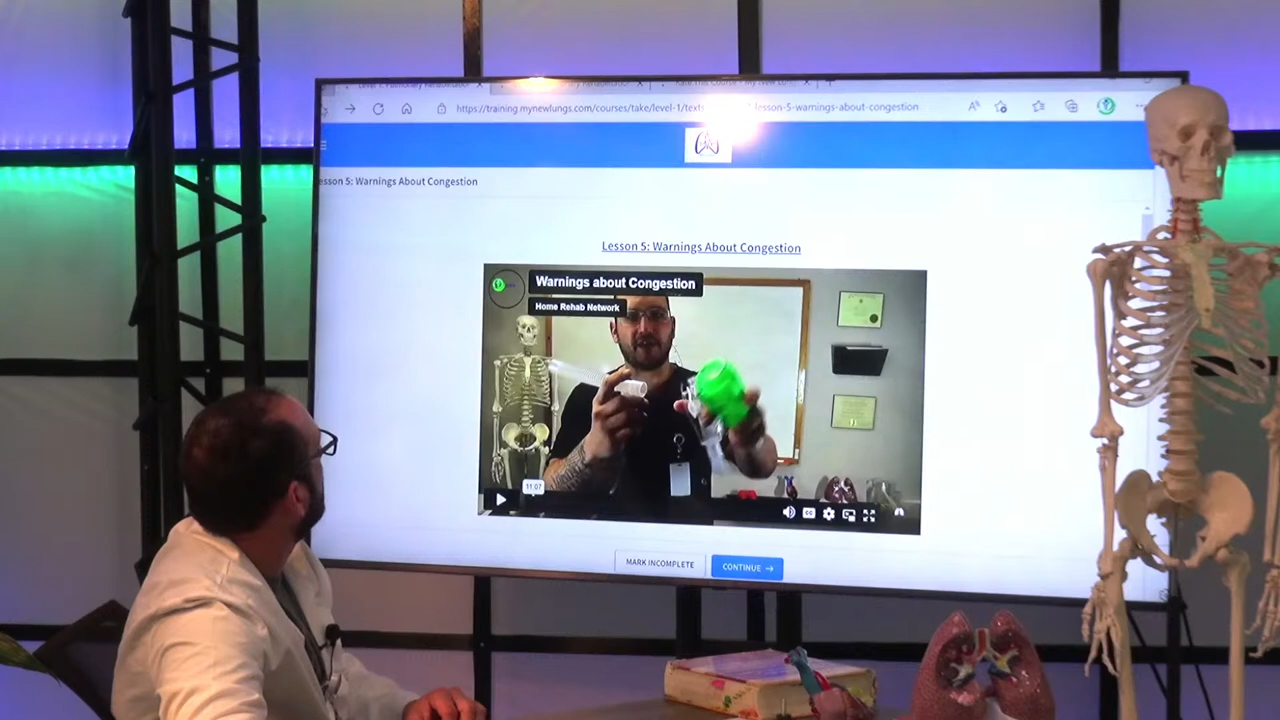 https://training.mynewlungs.com/courses/take/level-1/texts
lesson-5-warnings-about-congestion
esson 5: Warnings About Congestion
Lesson 5: Warnings About Congestion
Warnings about Congestion
Home Rehab Network
11:07
CC
MARK INCOMPLETE
CONTINUE →